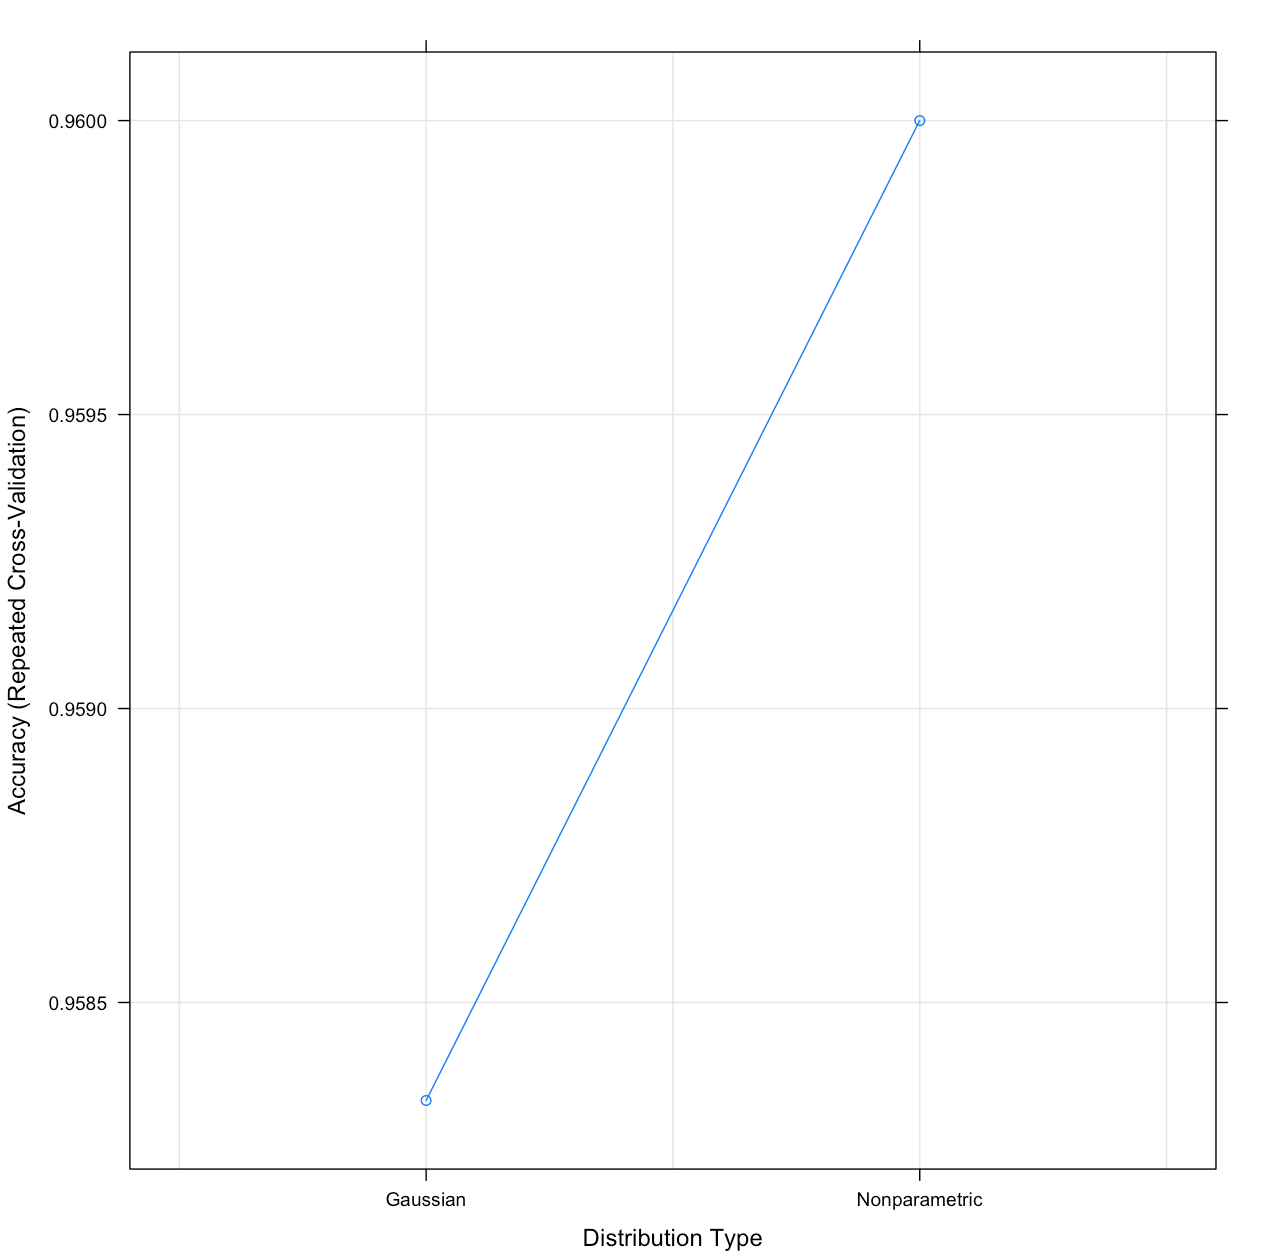 0.9600
0.9595
0.9590
0.9585
Accuracy (Repeated Cross-Validation)
Gaussian
Nonparametric
Distribution Type